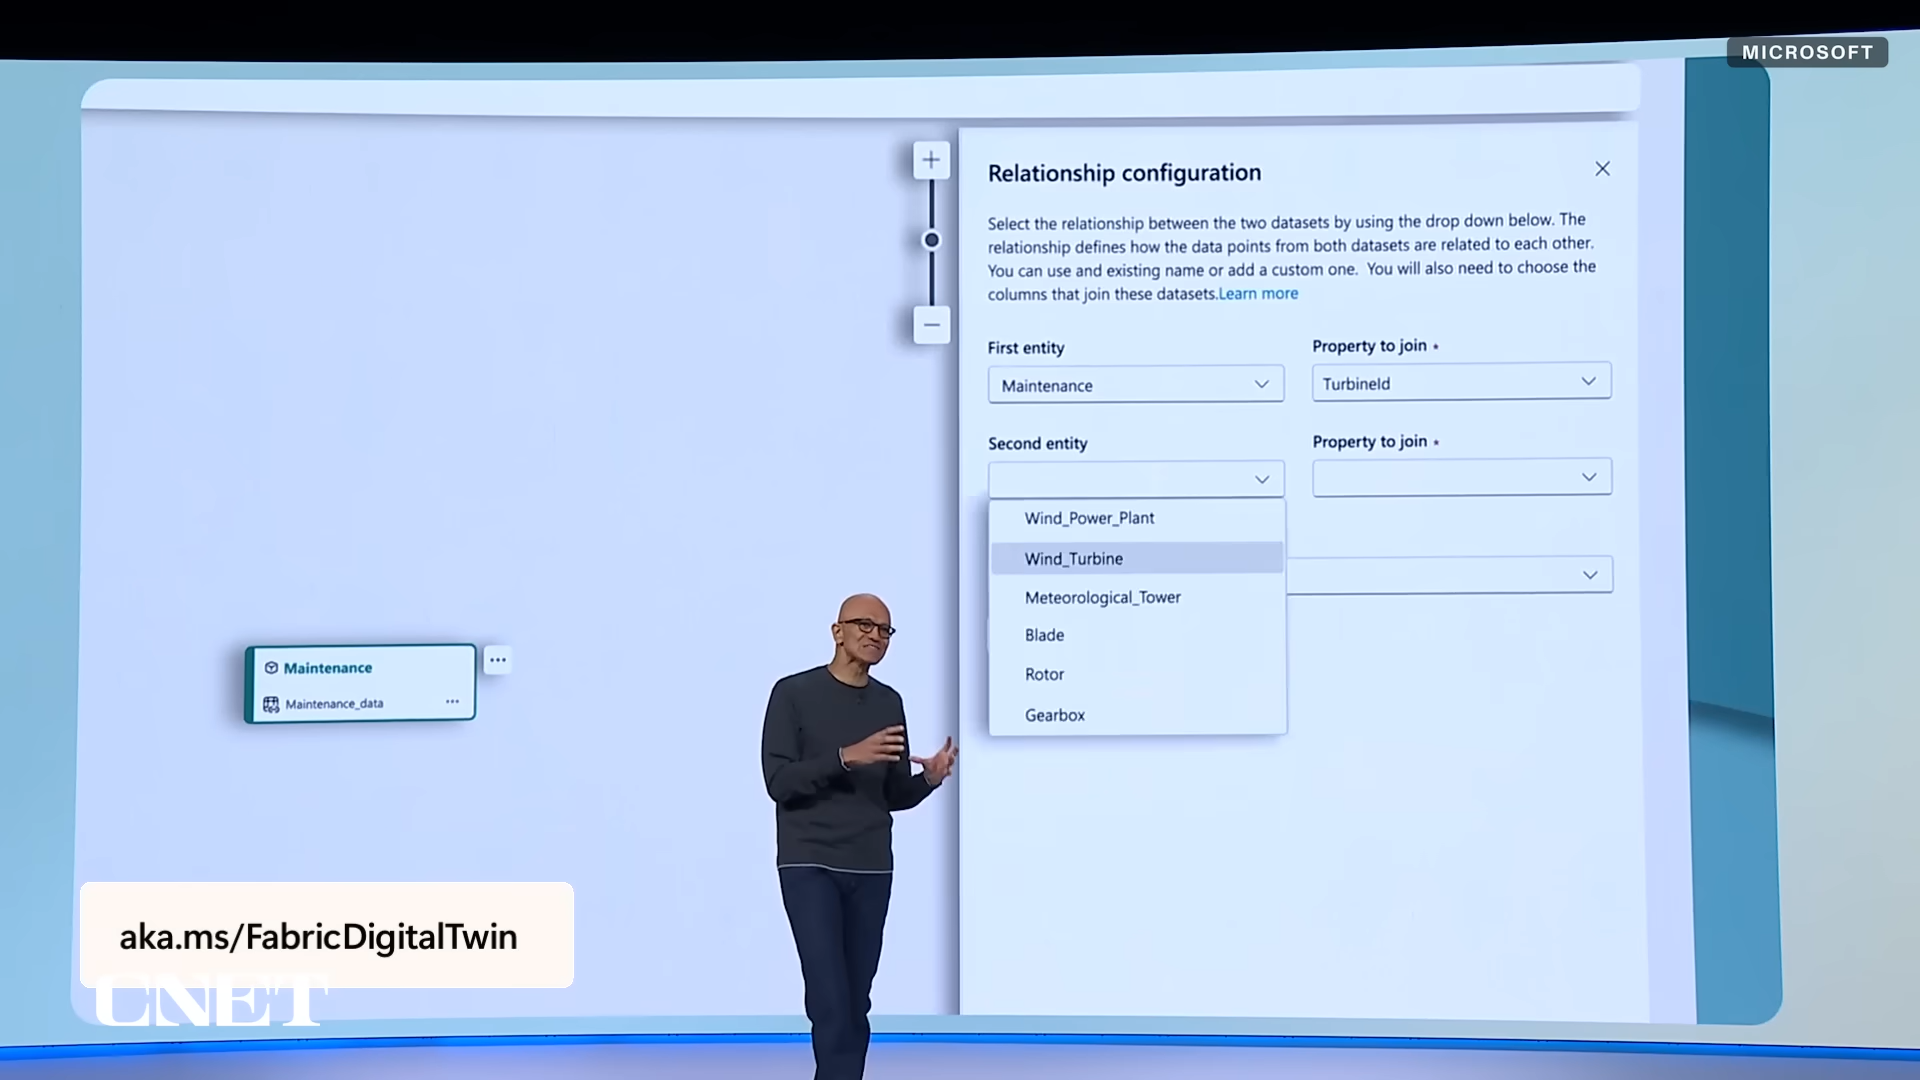 MICROSOFT
Relationship configuration
Select the relationship between the two datasets by using the drop down below. The
relationship defines how the data points from both datasets are related to each other.
You can use and existing name or add a custom one. You will also need to choose the
columns that join these datasets.Learn more
First entity
Property to join *
Maintenance
TurbineId
Second entity
Property to join *
Wind_Power_Plant
Wind_Turbine
Meteorological_Tower
Blade
Rotor
Gearbox
Maintenance
Maintenance_data
aka.ms/FabricDigitalTwin
CNET